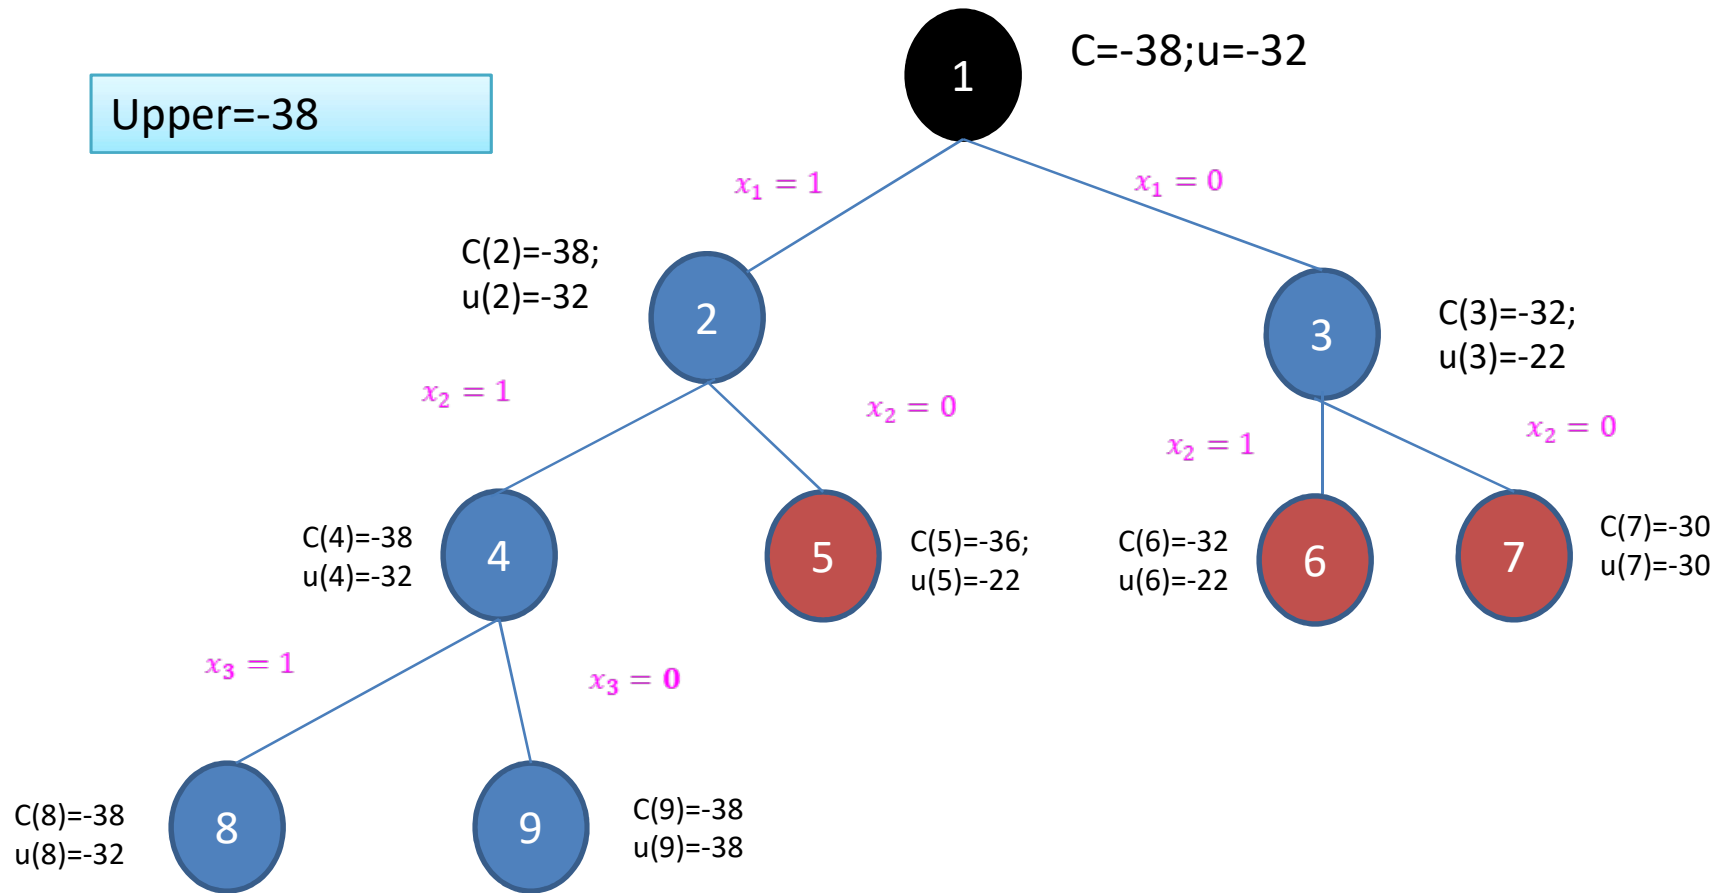 C=-38;u=-32
1
Upper=-38
x₁ = 1
x₁ = 0
C(2)=-38;
u(2)=-32
2
3
C(3)=-32;
u(3)=-22
x₂ = 1
x₂ = 0
x₂ = 1
x₂ = 0
C(4)=-38
u(4)=-32
4
5
C(5)=-36;
u(5)=-22
C(6)=-32
u(6)=-22
6
7
C(7)=-30
u(7)=-30
x₃ = 1
x₃ = 0
C(8)=-38
u(8)=-32
8
9
C(9)=-38
u(9)=-38